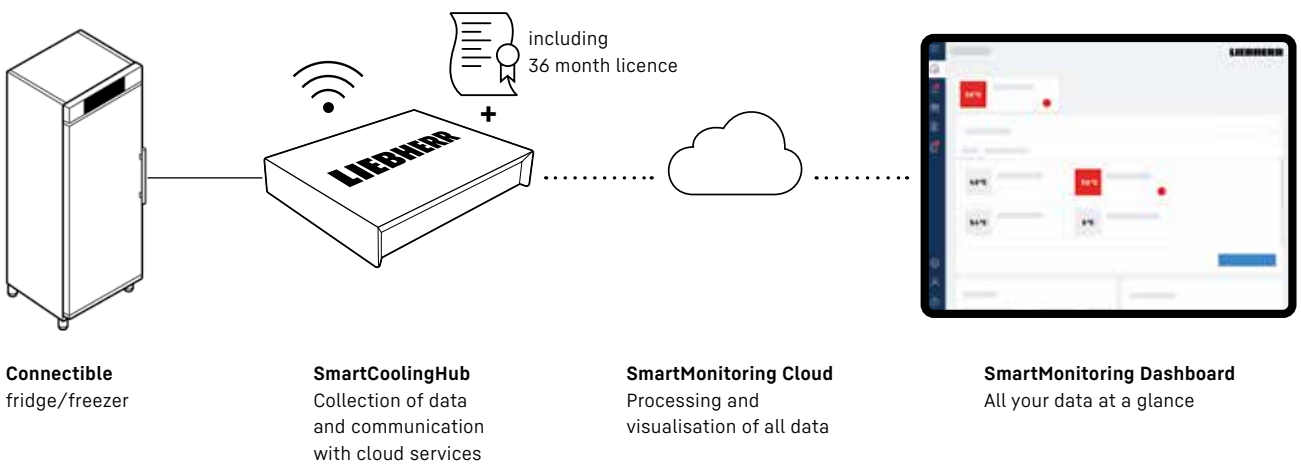 including
36 month licence
+
LIEBHERR
LIEBHERR
Connectible
fridge/freezer
SmartCoolingHub
Collection of data
and communication
with cloud services
SmartMonitoring Cloud
Processing and
visualisation of all data
SmartMonitoring Dashboard
All your data at a glance